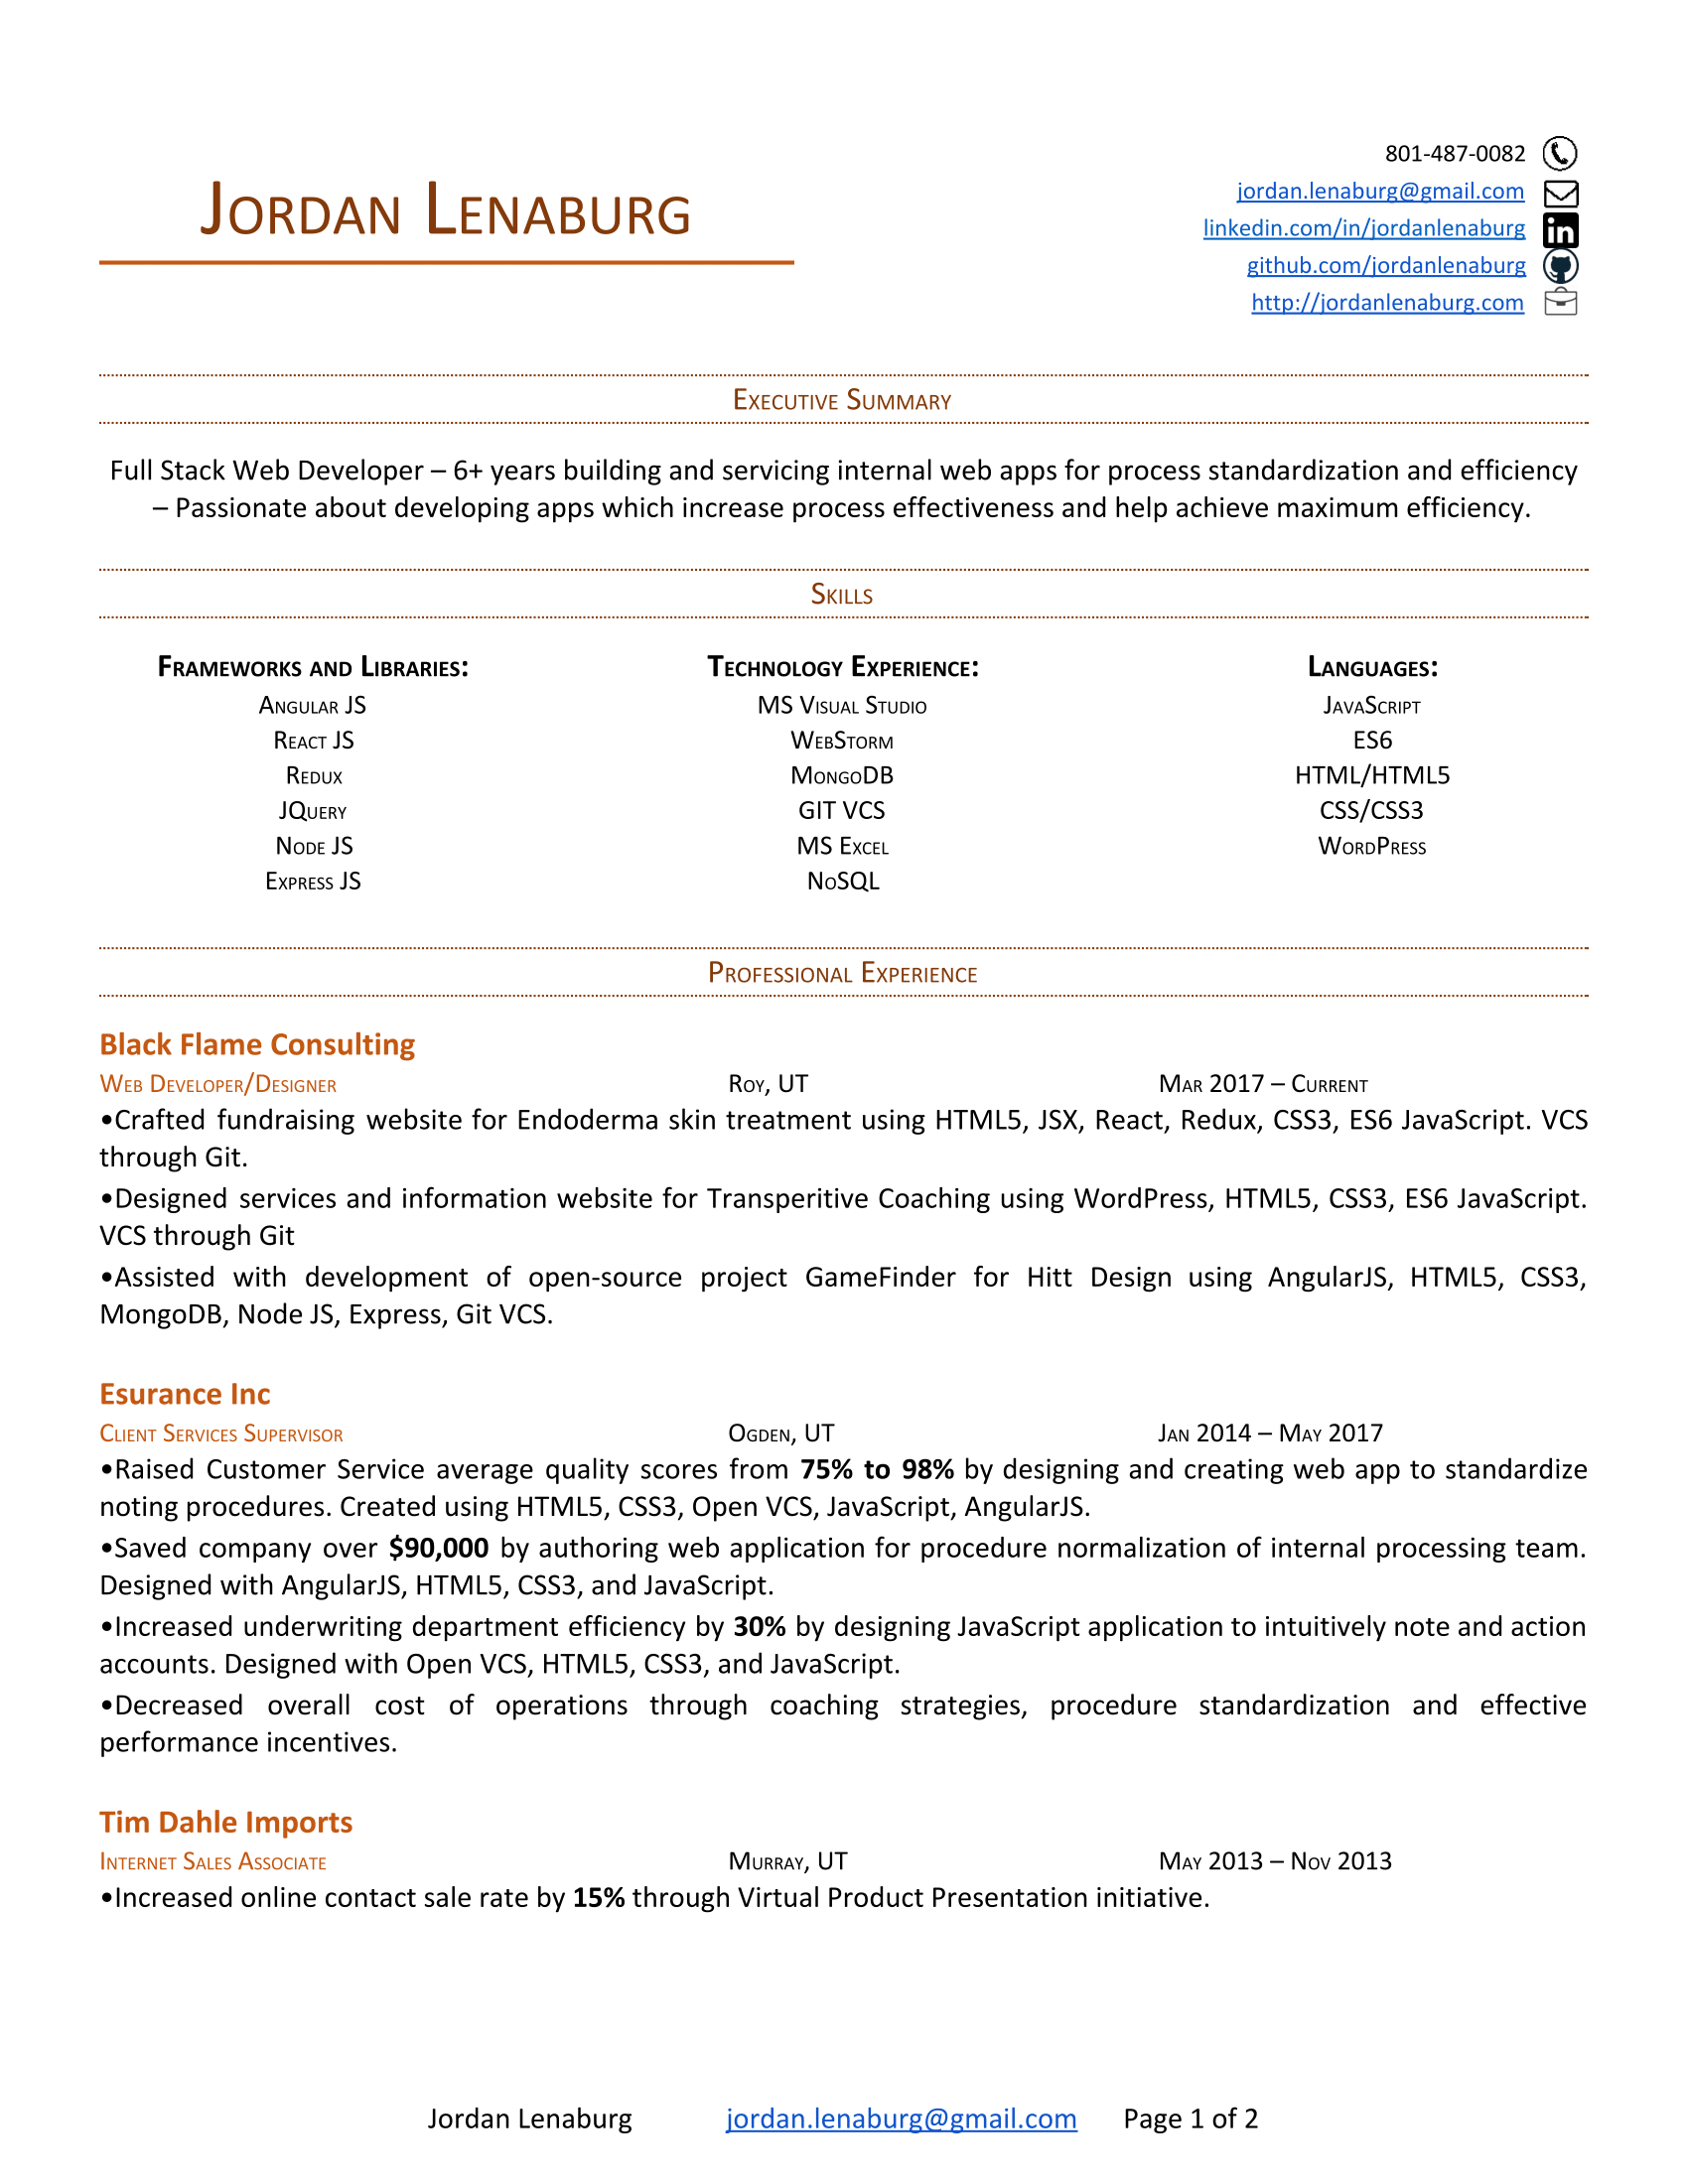 Jordan Lenaburg
801-487-0082
jordan.lenaburg@gmail.com
linkedin.com/in/jordanlenaburg
github.com/jordanlenaburg
http://jordanlenaburg.com
Executive Summary
Full Stack Web Developer – 6+ years building and servicing internal web apps for process standardization and efficiency
– Passionate about developing apps which increase process effectiveness and help achieve maximum efficiency.
Skills
Frameworks and Libraries:
Angular JS
React JS
Redux
JQuery
Node JS
Express JS
Technology Experience:
MS Visual Studio
WebStorm
MongoDB
GIT VCS
MS Excel
NoSQL
Languages:
JavaScript
ES6
HTML/HTML5
CSS/CSS3
WordPress
Professional Experience
Black Flame Consulting
Web Developer/Designer Roy, UT Mar 2017 – Current
•Crafted fundraising website for Endoderma skin treatment using HTML5, JSX, React, Redux, CSS3, ES6 JavaScript. VCS
through Git.
•Designed services and information website for Transperitive Coaching using WordPress, HTML5, CSS3, ES6 JavaScript.
VCS through Git
•Assisted with development of open-source project GameFinder for Hitt Design using AngularJS, HTML5, CSS3,
MongoDB, Node JS, Express, Git VCS.
Esurance Inc
Client Services Supervisor Ogden, UT Jan 2014 – May 2017
•Raised Customer Service average quality scores from 75% to 98% by designing and creating web app to standardize
noting procedures. Created using HTML5, CSS3, Open VCS, JavaScript, AngularJS.
•Saved company over $90,000 by authoring web application for procedure normalization of internal processing team.
Designed with AngularJS, HTML5, CSS3, and JavaScript.
•Increased underwriting department efficiency by 30% by designing JavaScript application to intuitively note and action
accounts. Designed with Open VCS, HTML5, CSS3, and JavaScript.
•Decreased overall cost of operations through coaching strategies, procedure standardization and effective
performance incentives.
Tim Dahle Imports
Internet Sales Associate Murray, UT May 2013 – Nov 2013
•Increased online contact sale rate by 15% through Virtual Product Presentation initiative.
Jordan Lenaburg jordan.lenaburg@gmail.com Page 1 of 2